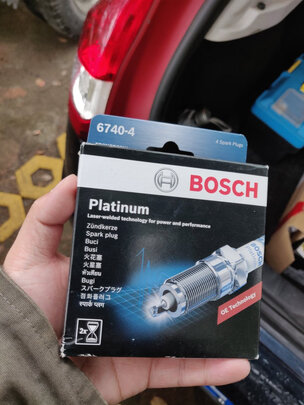 6740-4
4 Spark Plugs
BOSCH
Platinum
Laser-welded technology for power and performance
Zündkerze
Spark plug
Buci
Busi
火花塞
火星塞
หัวเทียน
Bugi
スパークプラグ
점화플러그
स्पार्क प्लग
OE Technology
2x